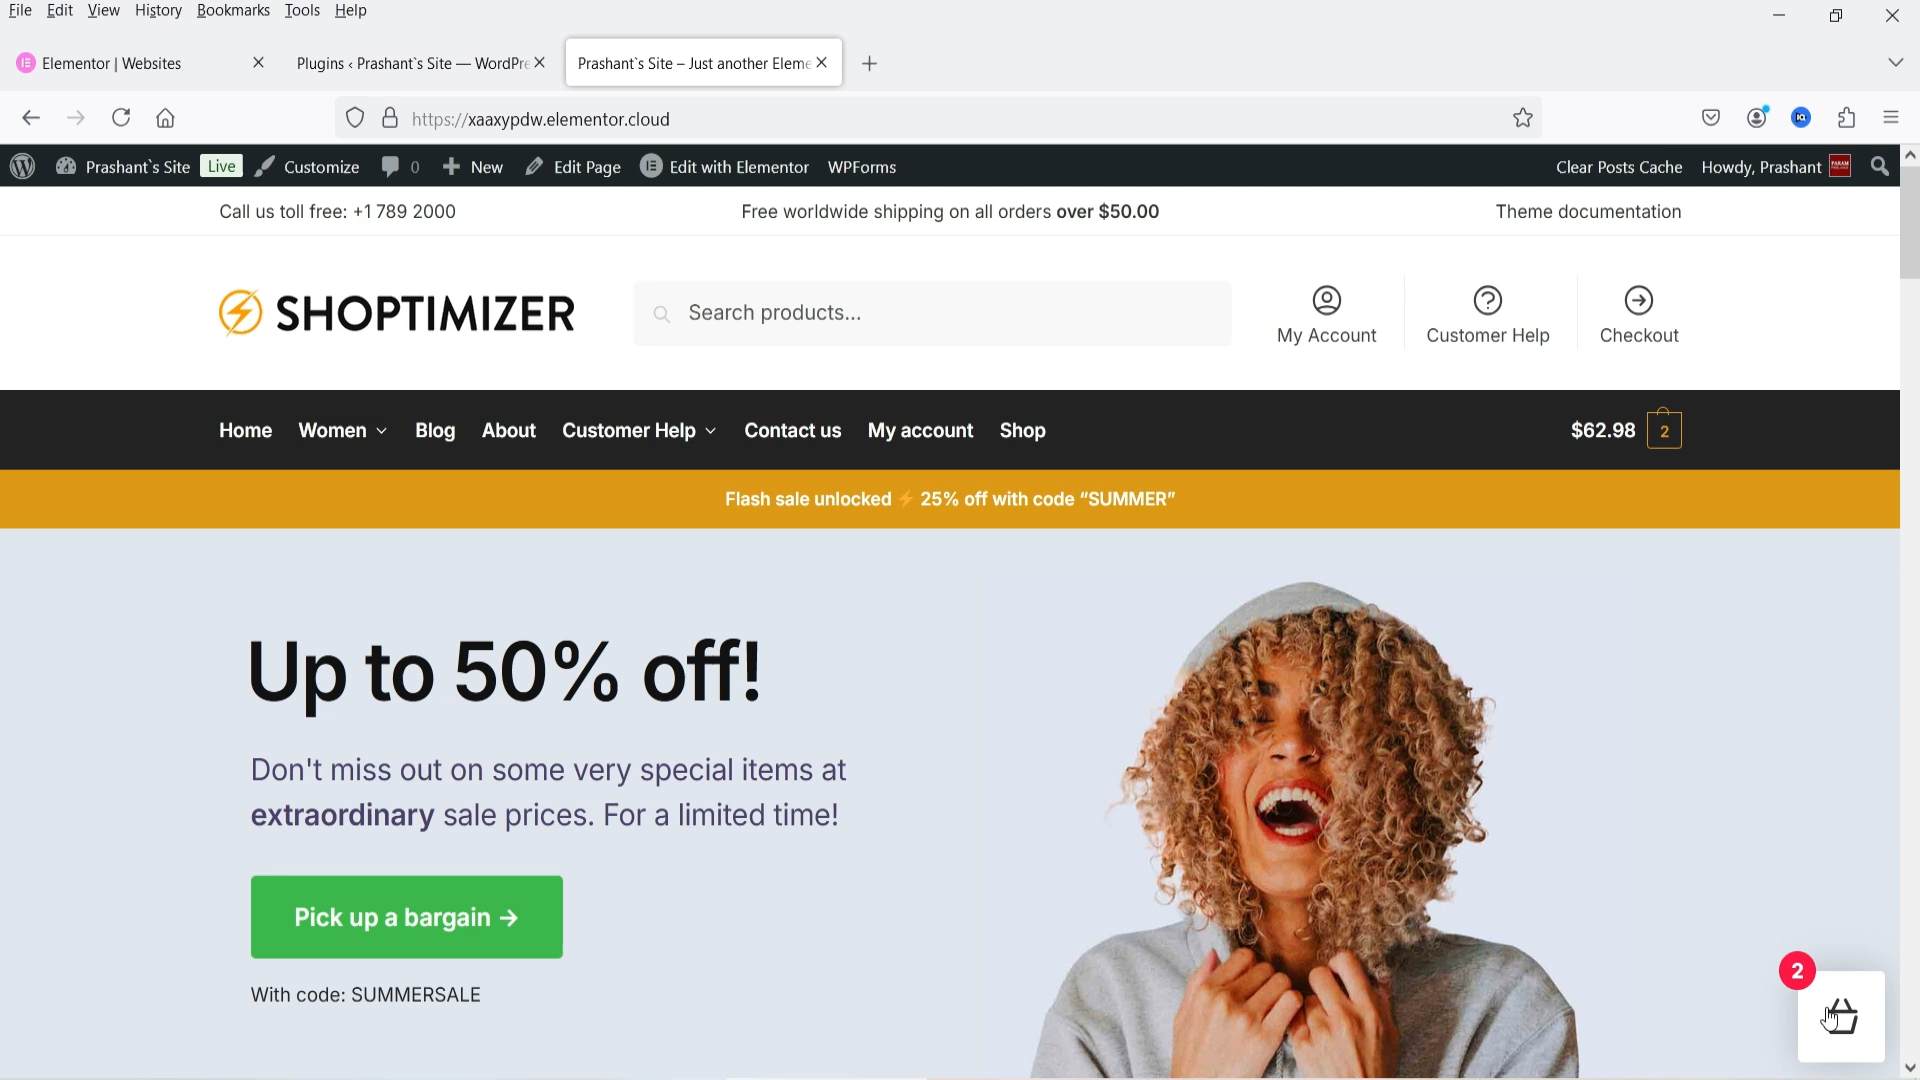 File Edit View History Bookmarks Tools Help
Elementor | Websites
Plugins ‹ Prashant`s Site — WordPre
Prashant`s Site – Just another Eleme
https://xaaxypdw.elementor.cloud
Prashant`s Site Live Customize 0 New Edit Page Edit with Elementor WPForms Clear Posts Cache Howdy, Prashant
Call us toll free: +1 789 2000
Free worldwide shipping on all orders over $50.00
Theme documentation
SHOPTIMIZER
Search products...
My Account
Customer Help
Checkout
Home Women Blog About Customer Help Contact us My account Shop $62.98 2
Flash sale unlocked ⚡ 25% off with code “SUMMER”
Up to 50% off!
Don't miss out on some very special items at
extraordinary sale prices. For a limited time!
Pick up a bargain →
With code: SUMMERSALE
2